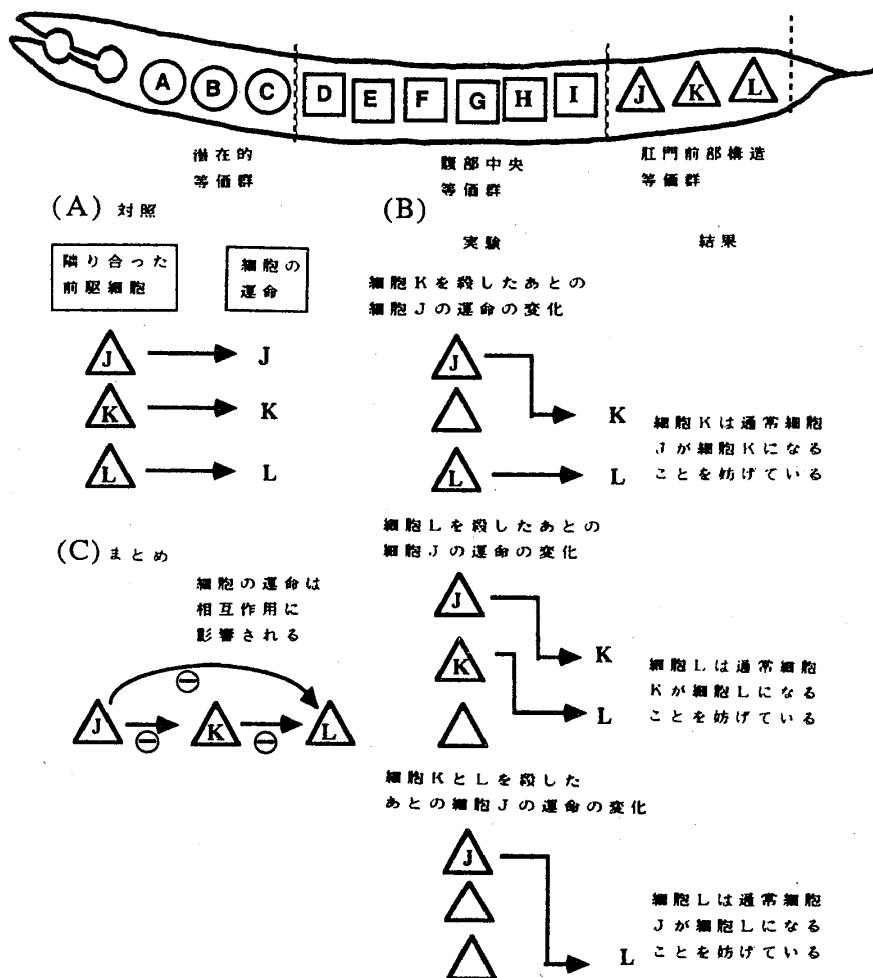 A B C D E F G H I J K L
潜在的
等価群
腹部中央
等価群
肛門前部構造
等価群
(A) 対照
隣り合った
前駆細胞
細胞の
運命
J J
K K
L L
(C) まとめ
細胞の運命は
相互作用に
影響される
⊖
J ⊖ K ⊖ L
(B)
実験 結果
細胞Kを殺したあとの
細胞Jの運命の変化
J
K
L L
細胞Kは通常細胞
Jが細胞Kになる
ことを妨げている
細胞Lを殺したあとの
細胞Jの運命の変化
J
K K
L
細胞Lは通常細胞
Kが細胞Lになる
ことを妨げている
細胞KとLを殺した
あとの細胞Jの運命の変化
J
L
細胞Lは通常細胞
Jが細胞Lになる
ことを妨げている